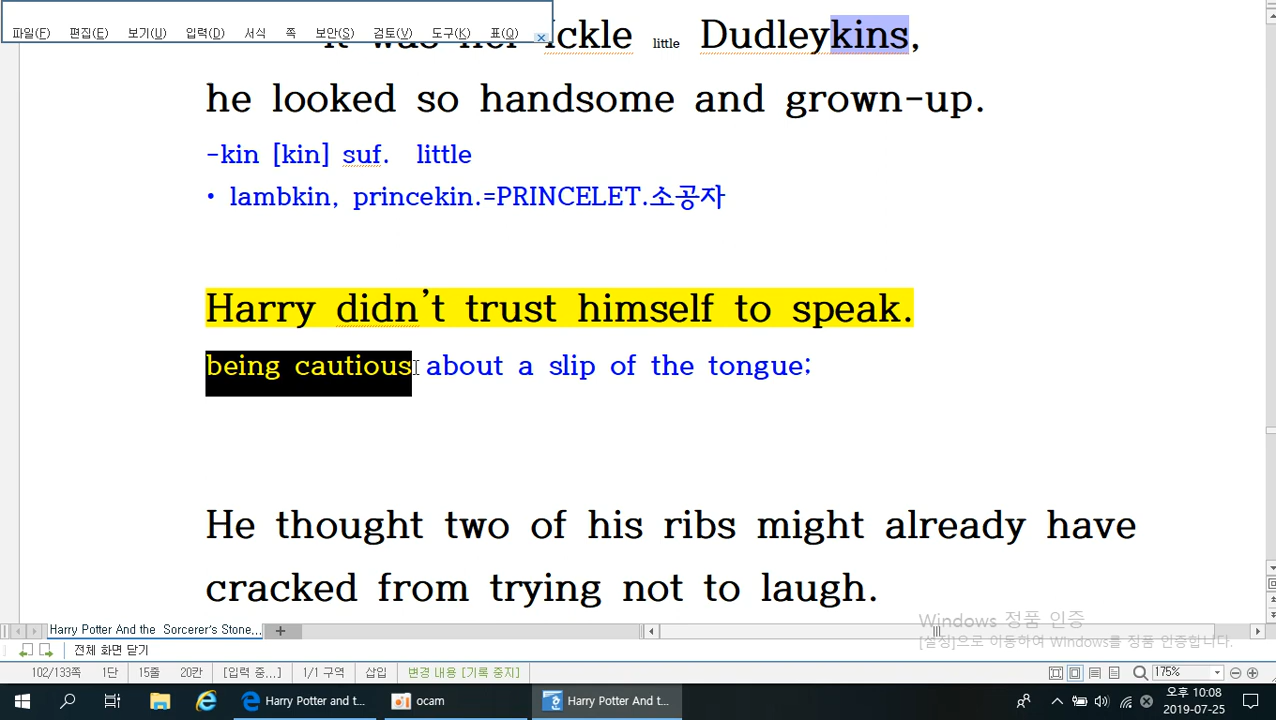 파일(F) 편집(E) 보기(U) 입력(D) 서식 쪽 보안(S) 검토(V) 도구(K) 표(Q)
ickle little Dudleykins,
he looked so handsome and grown-up.
-kin [kin] suf. little
• lambkin, princekin.=PRINCELET.소공자
Harry didn't trust himself to speak.
being cautious about a slip of the tongue;
He thought two of his ribs might already have
cracked from trying not to laugh.
Windows 정품 인증
[설정]으로 이동하여 Windows를 정품 인증합니다.
Harry Potter And the Sorcerer's Stone...
전체 화면 닫기
102/133쪽 1단 15줄 20칸 [입력 중...] 1/1 구역 삽입 변경 내용 [기록 중지] 175%
Harry Potter and t... ocam Harry Potter And t... 오후 10:08
2019-07-25